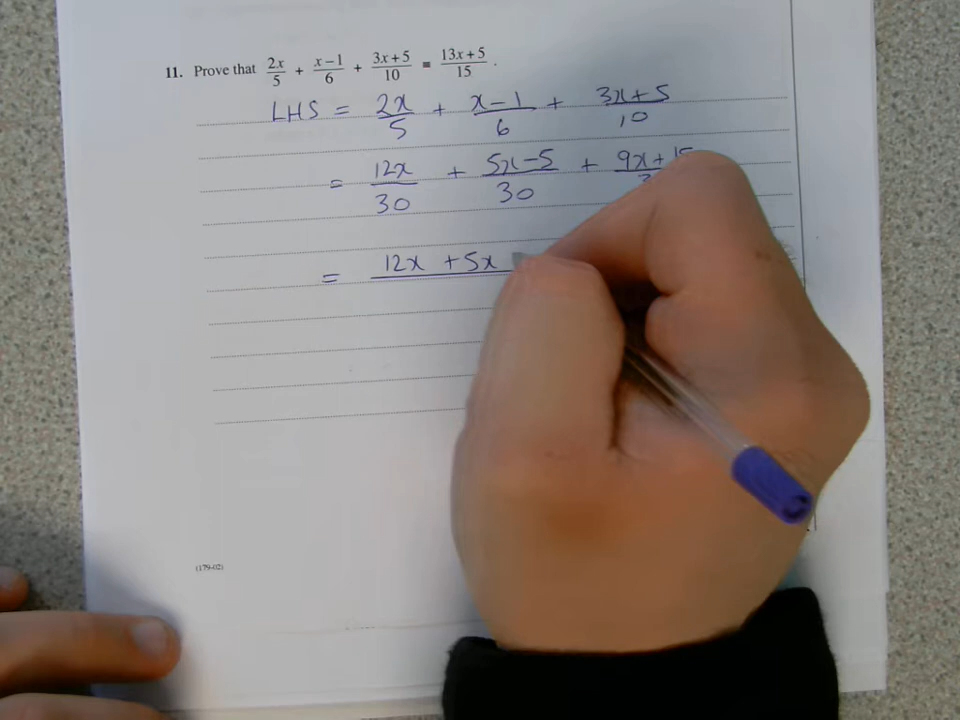 11. Prove that 2x/5 + x−1/6 + 3x+5/10 ≡ 13x+5/15 .
LHS = 2x/5 + x−1/6 + 3x+5/10
= 12x/30 + 5x−5/30 + 9x+15
= 12x + 5x
(179-02)